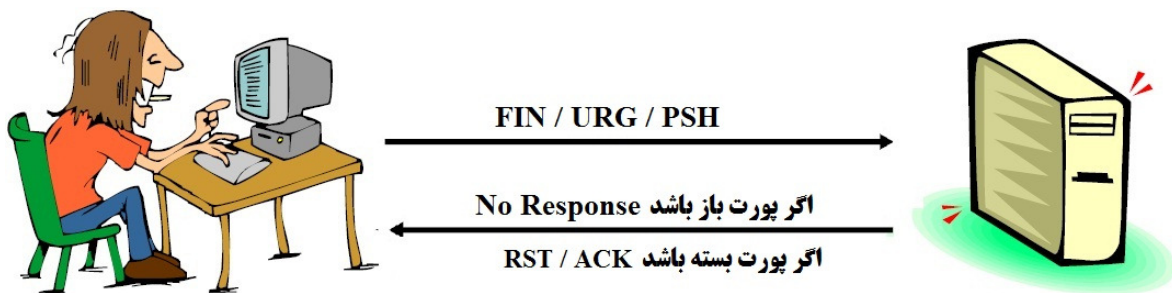 FIN / URG / PSH
اگر پورت باز باشد No Response
اگر پورت بسته باشد RST / ACK